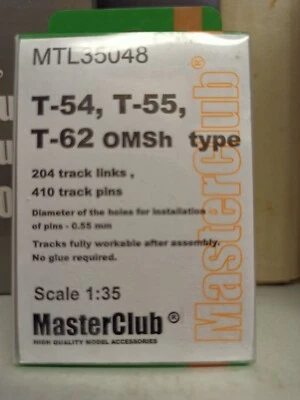 MTL35048
T-54, T-55,
T-62 OMSh type
204 track links ,
410 track pins
Diameter of the holes for installation
of pins - 0.55 mm
Tracks fully workable after assembly.
No glue required.
Scale 1:35
MasterClub®
HIGH QUALITY MODEL ACCESSORIES
MasterClub®